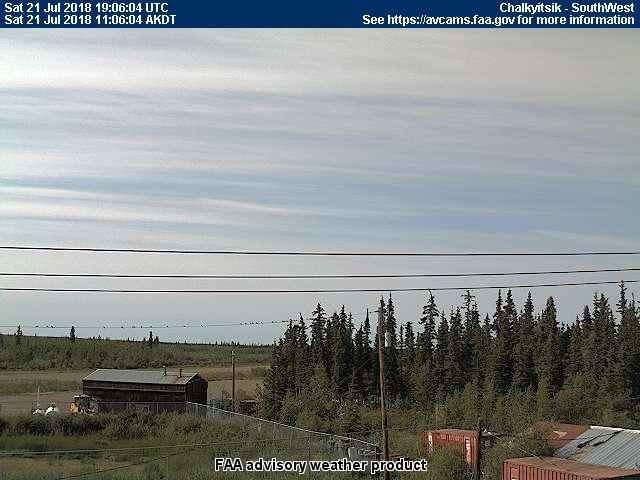 Sat 21 Jul 2018 19:06:04 UTC
Chalkyitsik - SouthWest
Sat 21 Jul 2018 11:06:04 AKDT
See https://avcams.faa.gov for more information
FAA advisory weather product